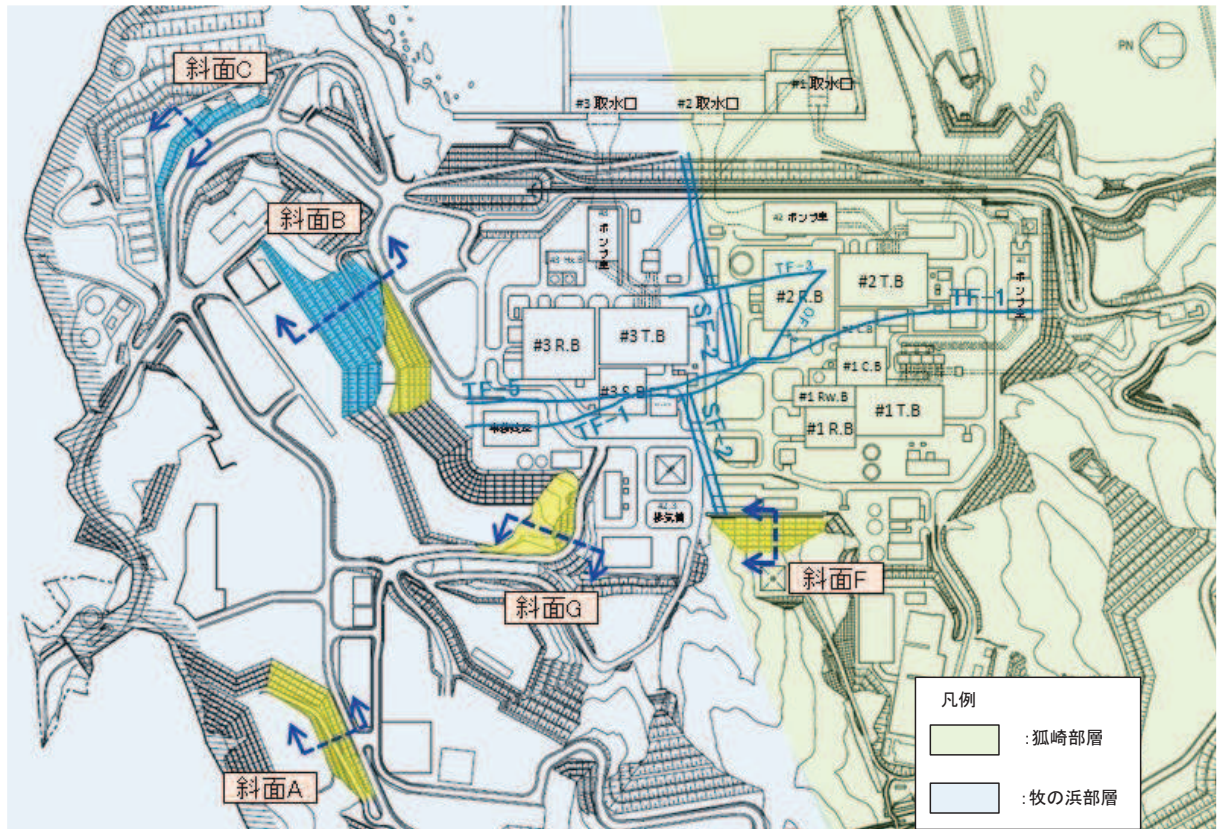 斜面C
PN
#1 取水口
#3 取水口
#2 取水口
斜面B
ポンプ室
ポンプ室
TF-3
#2 R.B
#2 T.B
TF-1
ポンプ室
OF-
SF-2
#3 R.B
#3 T.B
#1 C.B
TF-5
#3 S.B
#1 Rw.B
#1 T.B
TF-1
#1 R.B
SF-2
排気筒
斜面G
斜面F
斜面A
凡例
:狐崎部層
:牧の浜部層